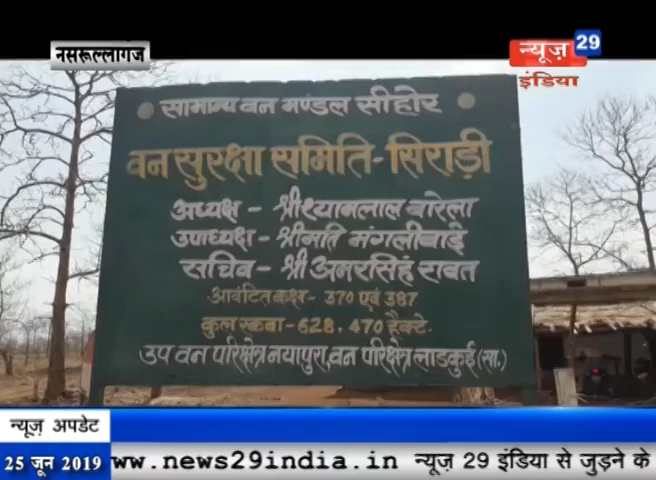 नसरूल्लागंज
न्यूज़ 29
इंडिया
सामान्य वन मण्डल सीहोर
वन सुरक्षा समिति-सिराड़ी
अध्यक्ष - श्री श्यामलाल बारेला
उपाध्यक्ष - श्रीमति मंगलीबाई
सचिव - श्री अमरसिंह रावत
आवंटित कक्ष - 370 एवं 387
कुल रकबा - 628.470 हैक्टे.
उप वन परिक्षेत्र नयापुरा, वन परिक्षेत्र लाडकुई (सा.)
न्यूज़ अपडेट
25 जून 2019
ww.news29india.in न्यूज़ 29 इंडिया से जुड़ने के